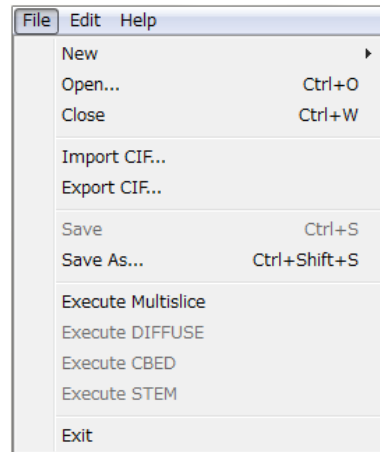 File Edit Help
New
Open... Ctrl+O
Close Ctrl+W
Import CIF...
Export CIF...
Save Ctrl+S
Save As... Ctrl+Shift+S
Execute Multislice
Execute DIFFUSE
Execute CBED
Execute STEM
Exit